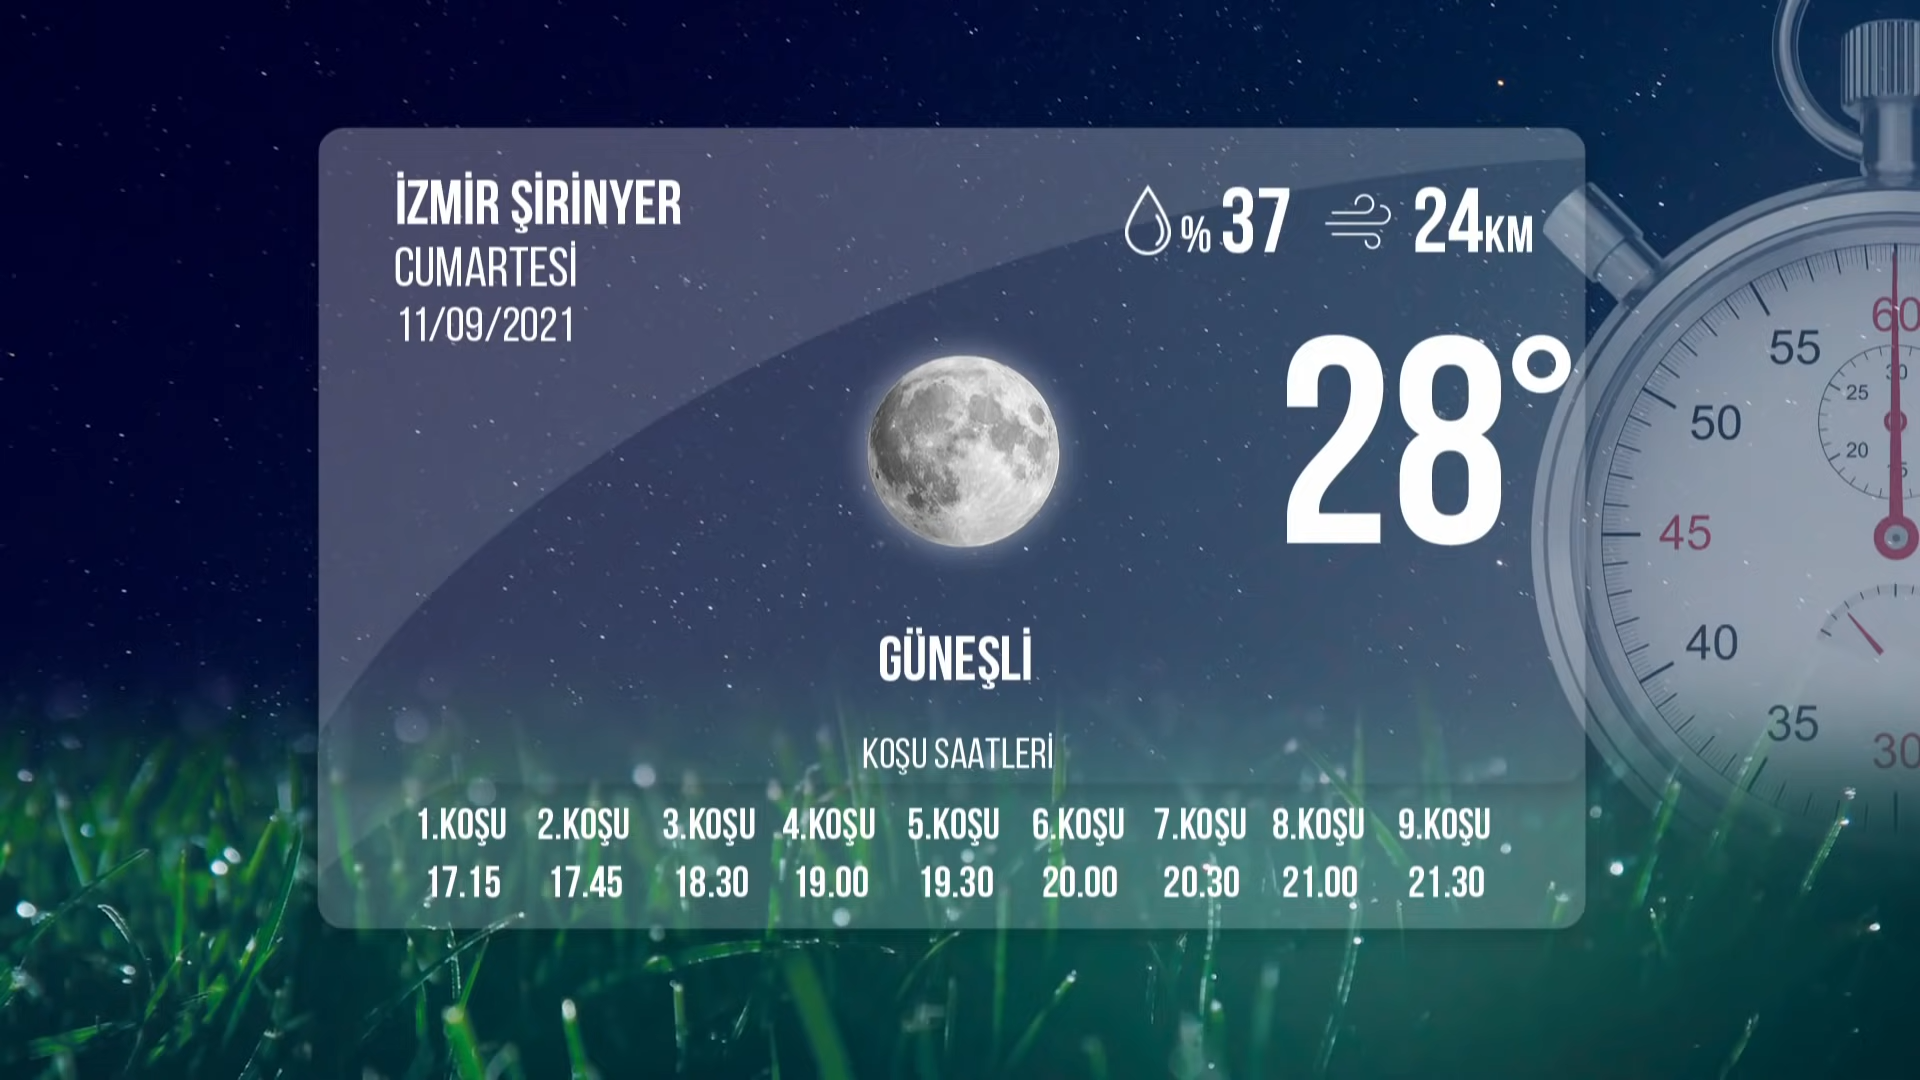 İZMİR ŞİRİNYER
CUMARTESİ
11/09/2021
% 37 24KM
28°
GÜNEŞLİ
KOŞU SAATLERİ
1.KOŞU 2.KOŞU 3.KOŞU 4.KOŞU 5.KOŞU 6.KOŞU 7.KOŞU 8.KOŞU 9.KOŞU
17.15 17.45 18.30 19.00 19.30 20.00 20.30 21.00 21.30
60
55
50
45
40
35
30
30
25
20